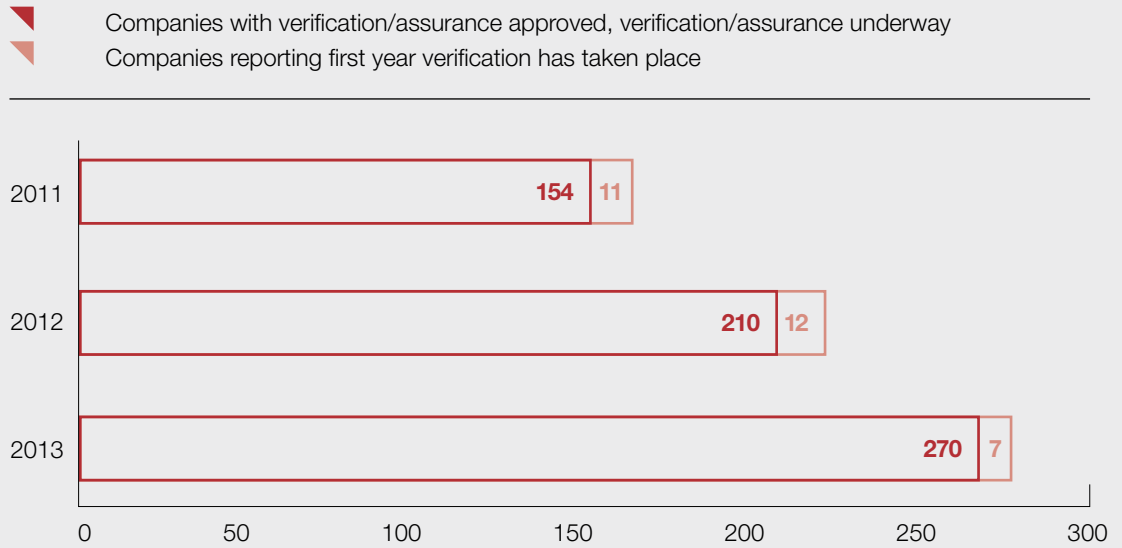 Companies with verification/assurance approved, verification/assurance underway
Companies reporting first year verification has taken place
2011 154 11
2012 210 12
2013 270 7
0 50 100 150 200 250 300